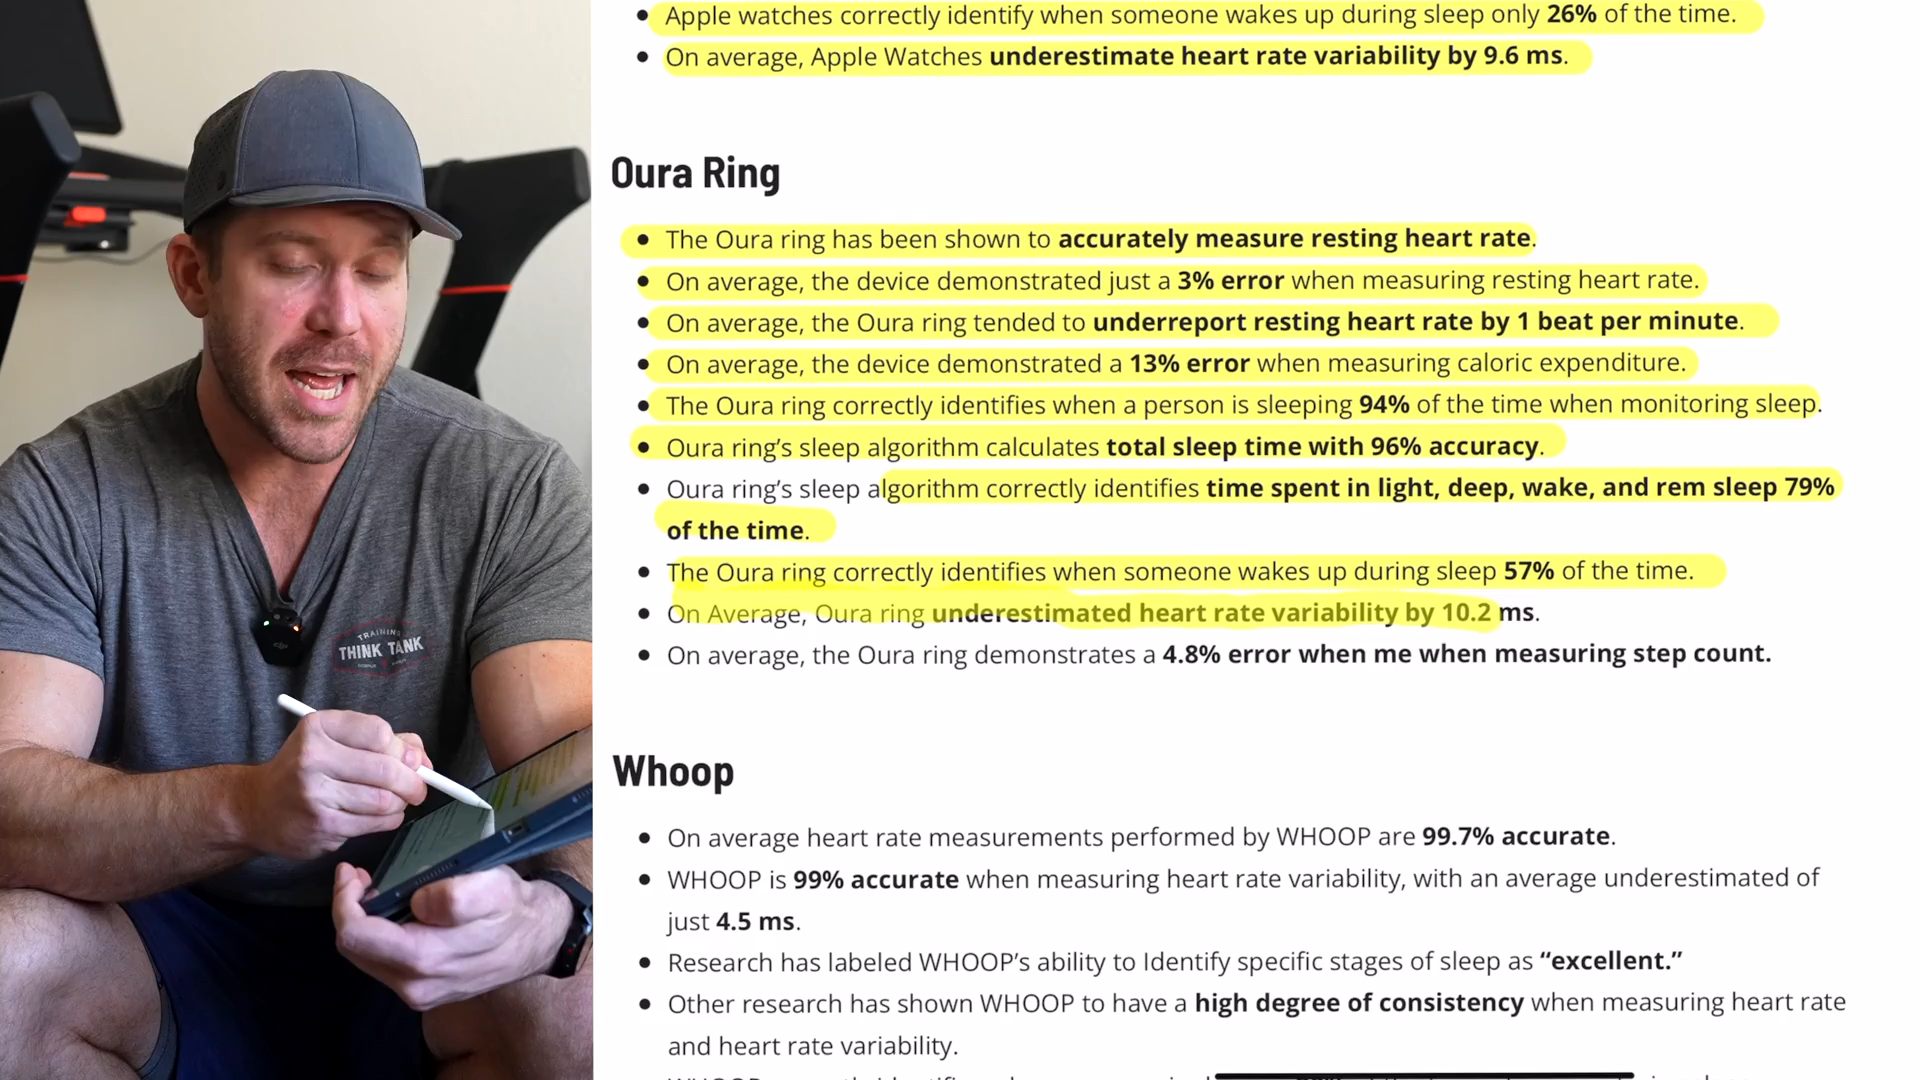 Apple watches correctly identify when someone wakes up during sleep only 26% of the time.
On average, Apple Watches underestimate heart rate variability by 9.6 ms.
Oura Ring
The Oura ring has been shown to accurately measure resting heart rate.
On average, the device demonstrated just a 3% error when measuring resting heart rate.
On average, the Oura ring tended to underreport resting heart rate by 1 beat per minute.
On average, the device demonstrated a 13% error when measuring caloric expenditure.
The Oura ring correctly identifies when a person is sleeping 94% of the time when monitoring sleep.
Oura ring’s sleep algorithm calculates total sleep time with 96% accuracy.
Oura ring’s sleep algorithm correctly identifies time spent in light, deep, wake, and rem sleep 79%
of the time.
The Oura ring correctly identifies when someone wakes up during sleep 57% of the time.
On Average, Oura ring underestimated heart rate variability by 10.2 ms.
On average, the Oura ring demonstrates a 4.8% error when me when measuring step count.
Whoop
On average heart rate measurements performed by WHOOP are 99.7% accurate.
WHOOP is 99% accurate when measuring heart rate variability, with an average underestimated of
just 4.5 ms.
Research has labeled WHOOP’s ability to Identify specific stages of sleep as “excellent.”
Other research has shown WHOOP to have a high degree of consistency when measuring heart rate
and heart rate variability.
TRAINING
THINK TANK
dji